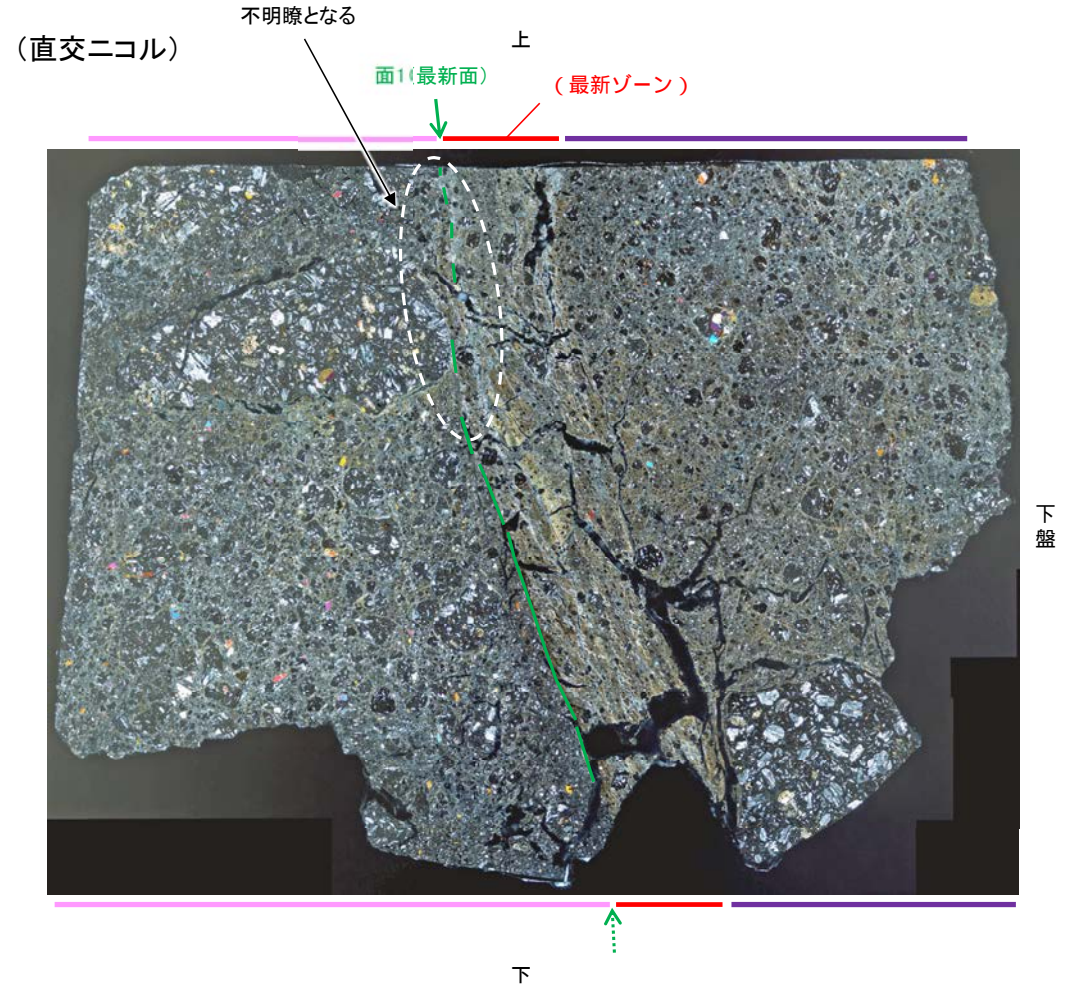 不明瞭となる
（直交ニコル）
上
面1(最新面）
（最新ゾーン）
下盤
下